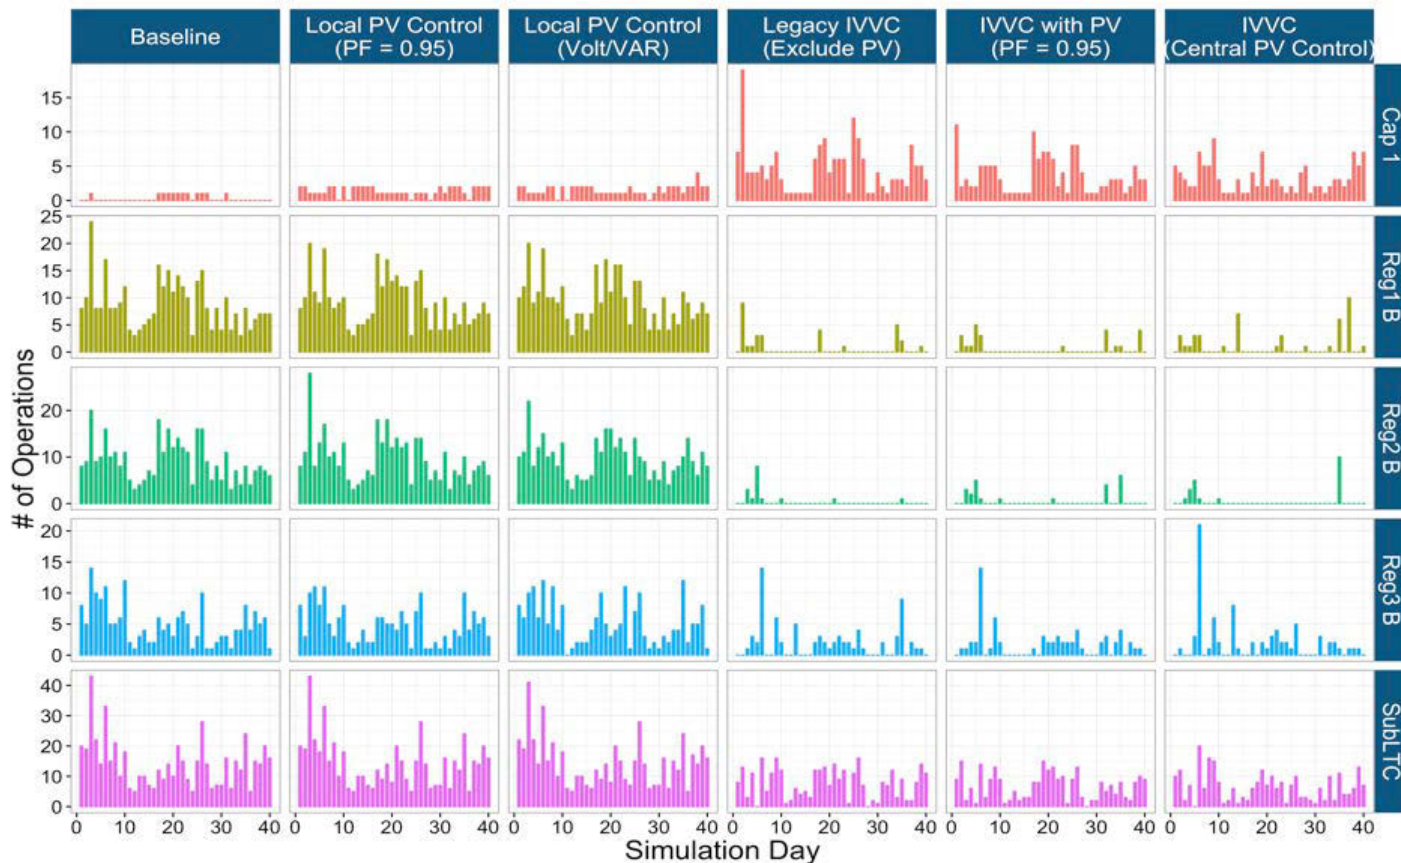 Baseline
Local PV Control
(PF = 0.95)
Local PV Control
(Volt/VAR)
Legacy IVVC
(Exclude PV)
IVVC with PV
(PF = 0.95)
IVVC
(Central PV Control)
# of Operations
15
10
5
0
Cap 1
25
20
15
10
5
0
Reg1 B
20
10
0
Reg2 B
20
15
10
5
0
Reg3 B
40
30
20
10
0
SubLTC
0 10 20 30 40 0 10 20 30 40 0 10 20 30 40 0 10 20 30 40 0 10 20 30 40 0 10 20 30 40
Simulation Day